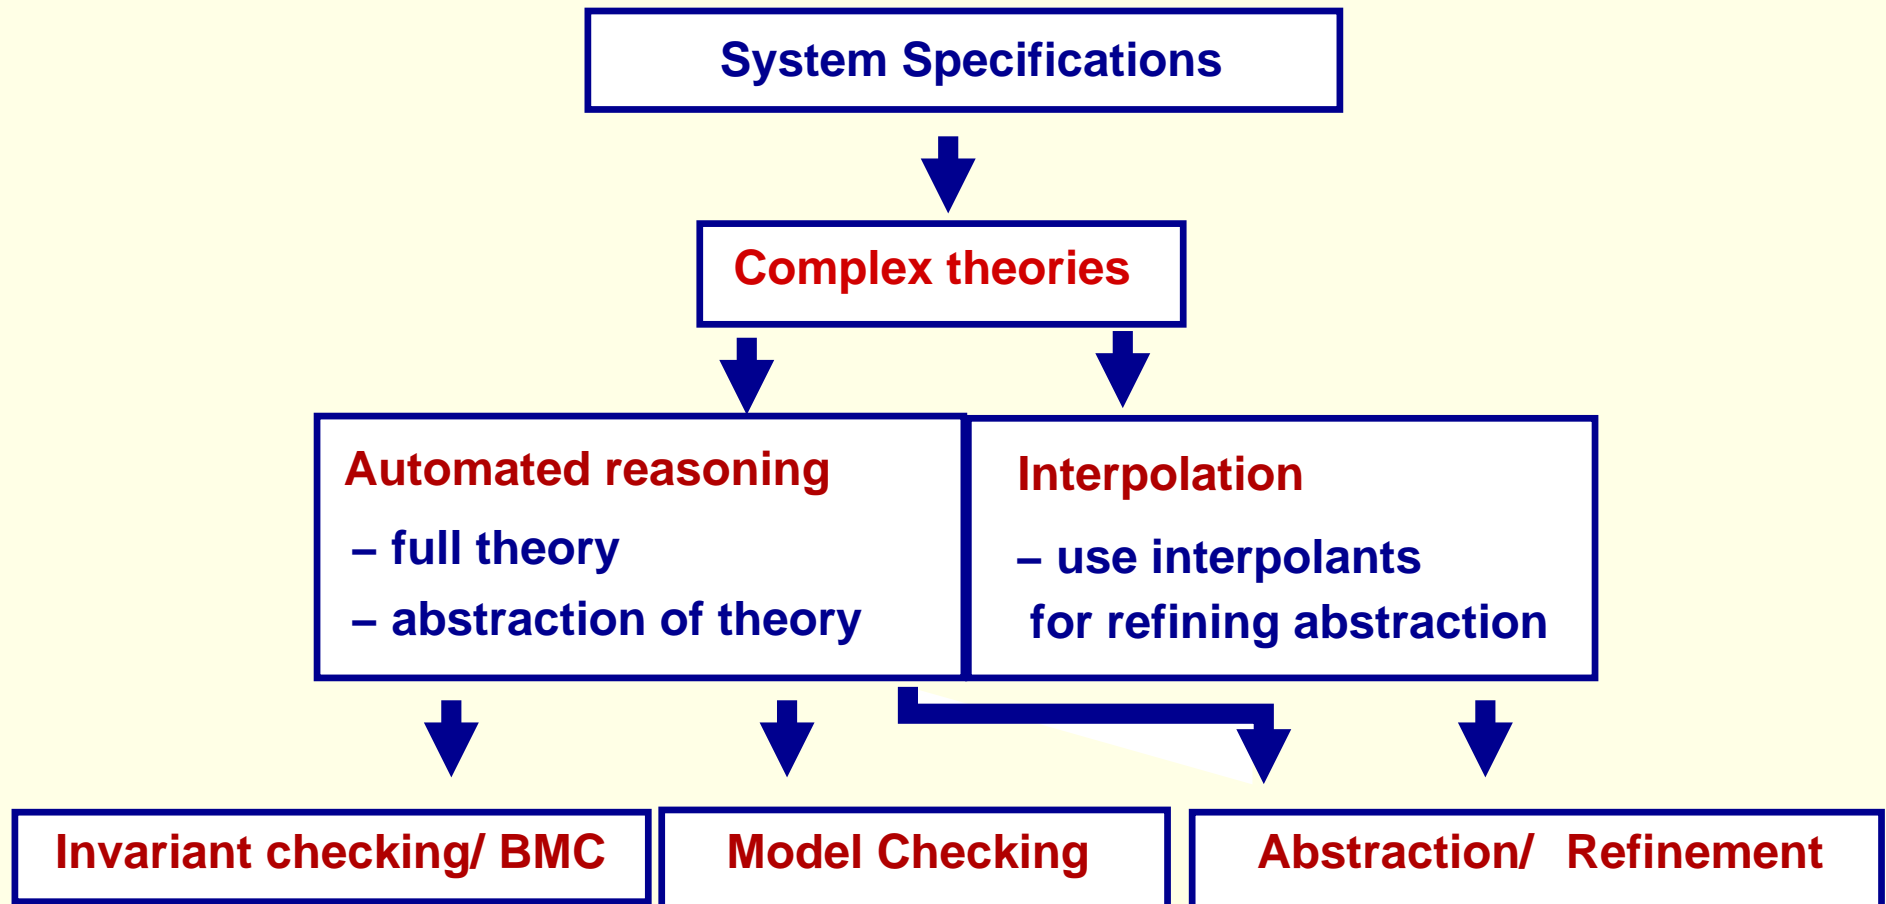 System Specifications
Complex theories
Automated reasoning
– full theory
– abstraction of theory
Interpolation
– use interpolants
for refining abstraction
Invariant checking/ BMC
Model Checking
Abstraction/ Refinement